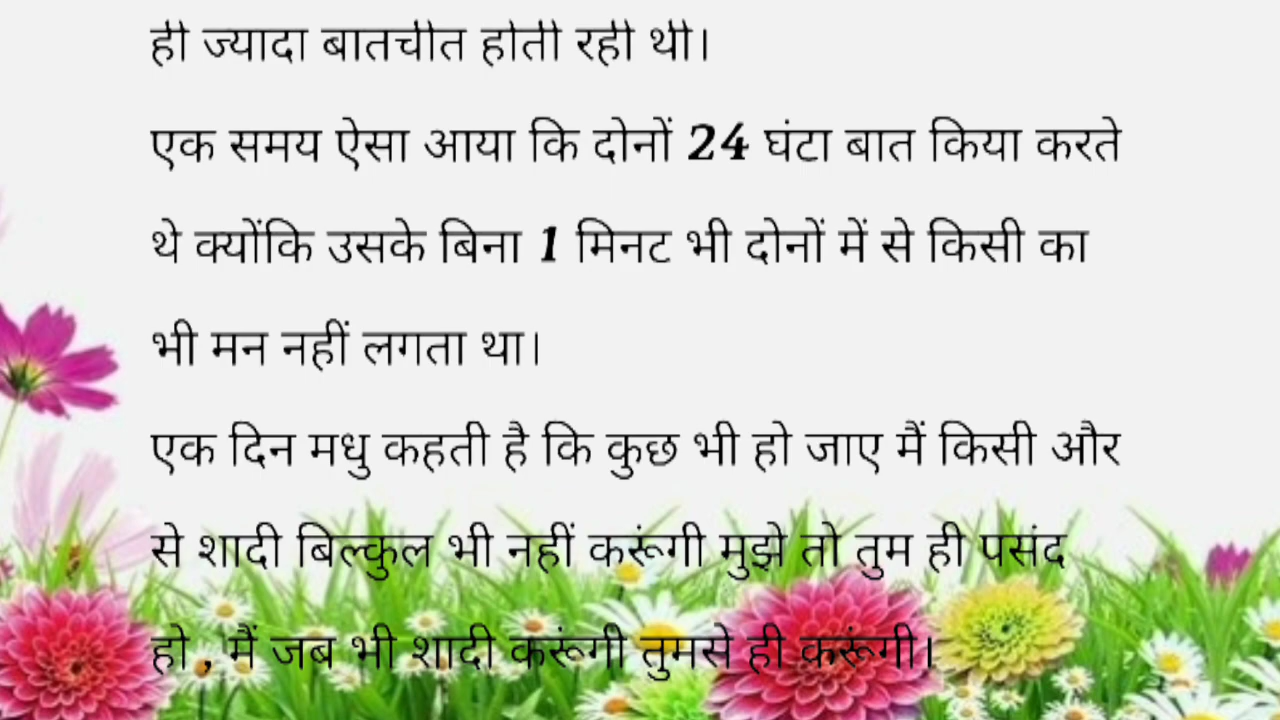 ही ज्यादा बातचीत होती रही थी।
एक समय ऐसा आया कि दोनों 24 घंटा बात किया करते
थे क्योंकि उसके बिना 1 मिनट भी दोनों में से किसी का
भी मन नहीं लगता था।
एक दिन मधु कहती है कि कुछ भी हो जाए मैं किसी और
से शादी बिल्कुल भी नहीं करूंगी मुझे तो तुम ही पसंद
हो , मैं जब भी शादी करूंगी तुमसे ही करूंगी।